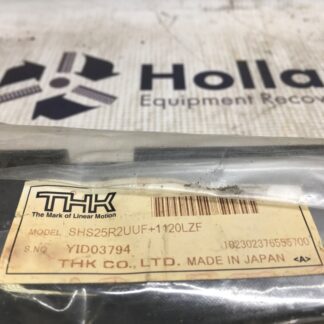 Holla
Equipment Recov
THK
The Mark of Linear Motion
MODEL SHS25R2UUF+1120LZF
S.NO. YID03794
THK CO., LTD. MADE IN JAPAN <A>